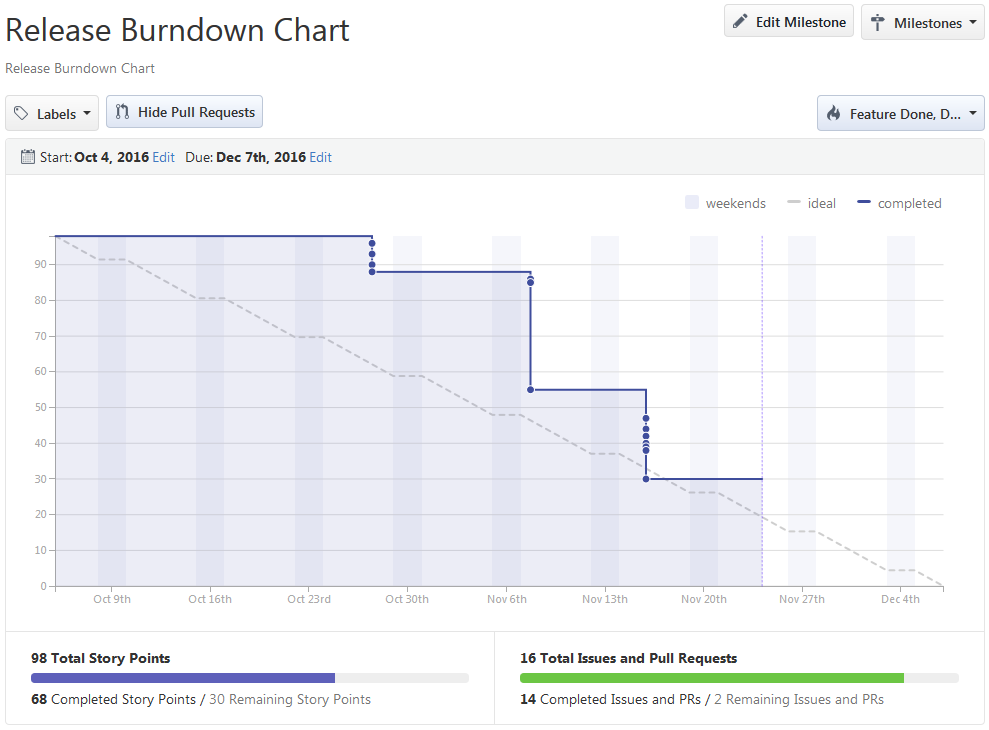 Release Burndown Chart
Edit Milestone
Milestones
Release Burndown Chart
Labels
Hide Pull Requests
Feature Done, D...
Start: Oct 4, 2016 Edit Due: Dec 7th, 2016 Edit
weekends
ideal
completed
90
80
70
60
50
40
30
20
10
0
Oct 9th
Oct 16th
Oct 23rd
Oct 30th
Nov 6th
Nov 13th
Nov 20th
Nov 27th
Dec 4th
98 Total Story Points
68 Completed Story Points / 30 Remaining Story Points
16 Total Issues and Pull Requests
14 Completed Issues and PRs / 2 Remaining Issues and PRs